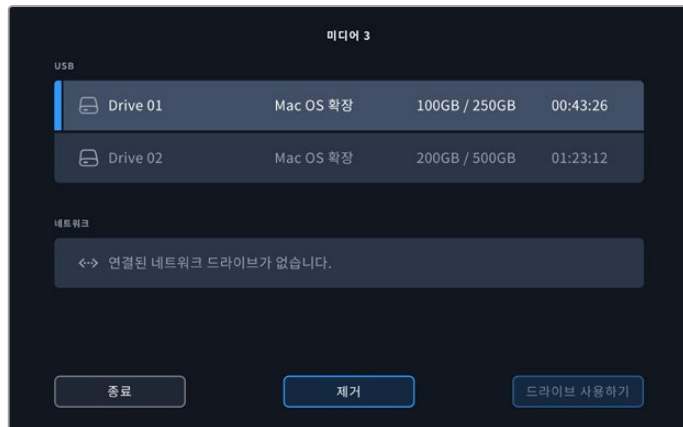 미디어 3
USB
Drive 01 Mac OS 확장 100GB / 250GB 00:43:26
Drive 02 Mac OS 확장 200GB / 500GB 01:23:12
네트워크
연결된 네트워크 드라이브가 없습니다.
종료 제거 드라이브 사용하기